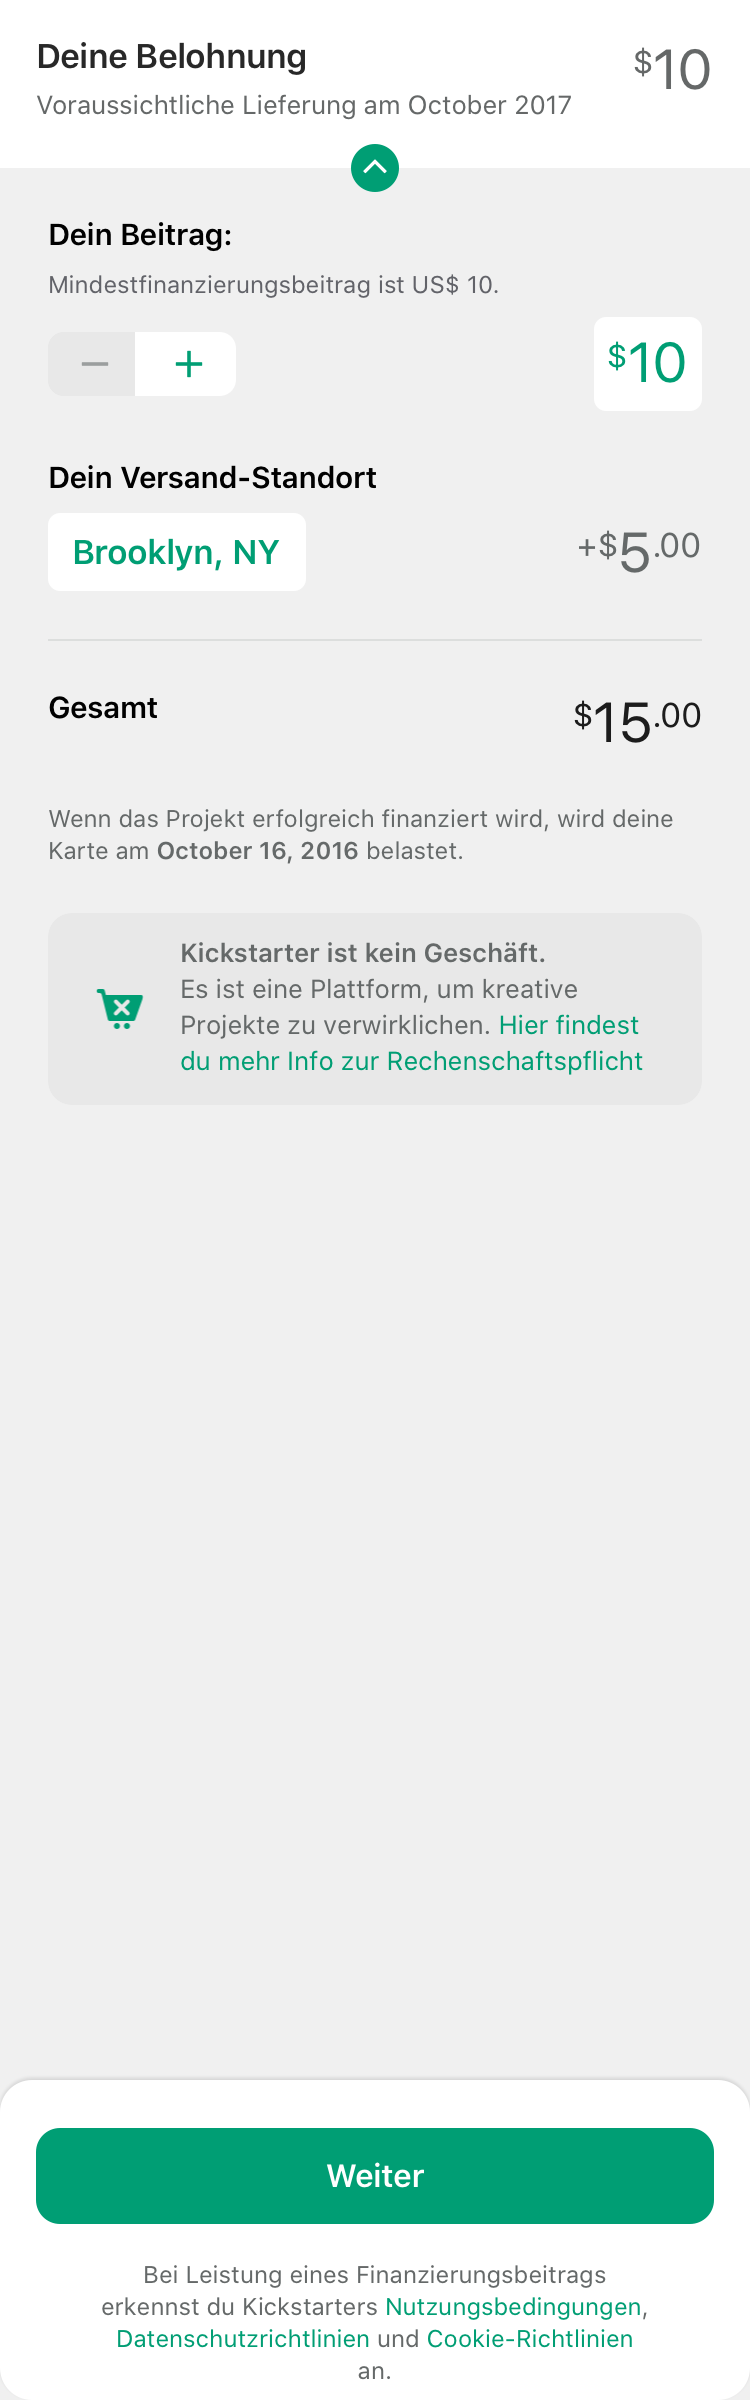 Deine Belohnung
$10
Voraussichtliche Lieferung am October 2017
Dein Beitrag:
Mindestfinanzierungsbeitrag ist US$ 10.
$10
Dein Versand-Standort
Brooklyn, NY
+$5.00
Gesamt
$15.00
Wenn das Projekt erfolgreich finanziert wird, wird deine
Karte am October 16, 2016 belastet.
Kickstarter ist kein Geschäft.
Es ist eine Plattform, um kreative
Projekte zu verwirklichen. Hier findest
du mehr Info zur Rechenschaftspflicht
Weiter
Bei Leistung eines Finanzierungsbeitrags
erkennst du Kickstarters Nutzungsbedingungen,
Datenschutzrichtlinien und Cookie-Richtlinien
an.